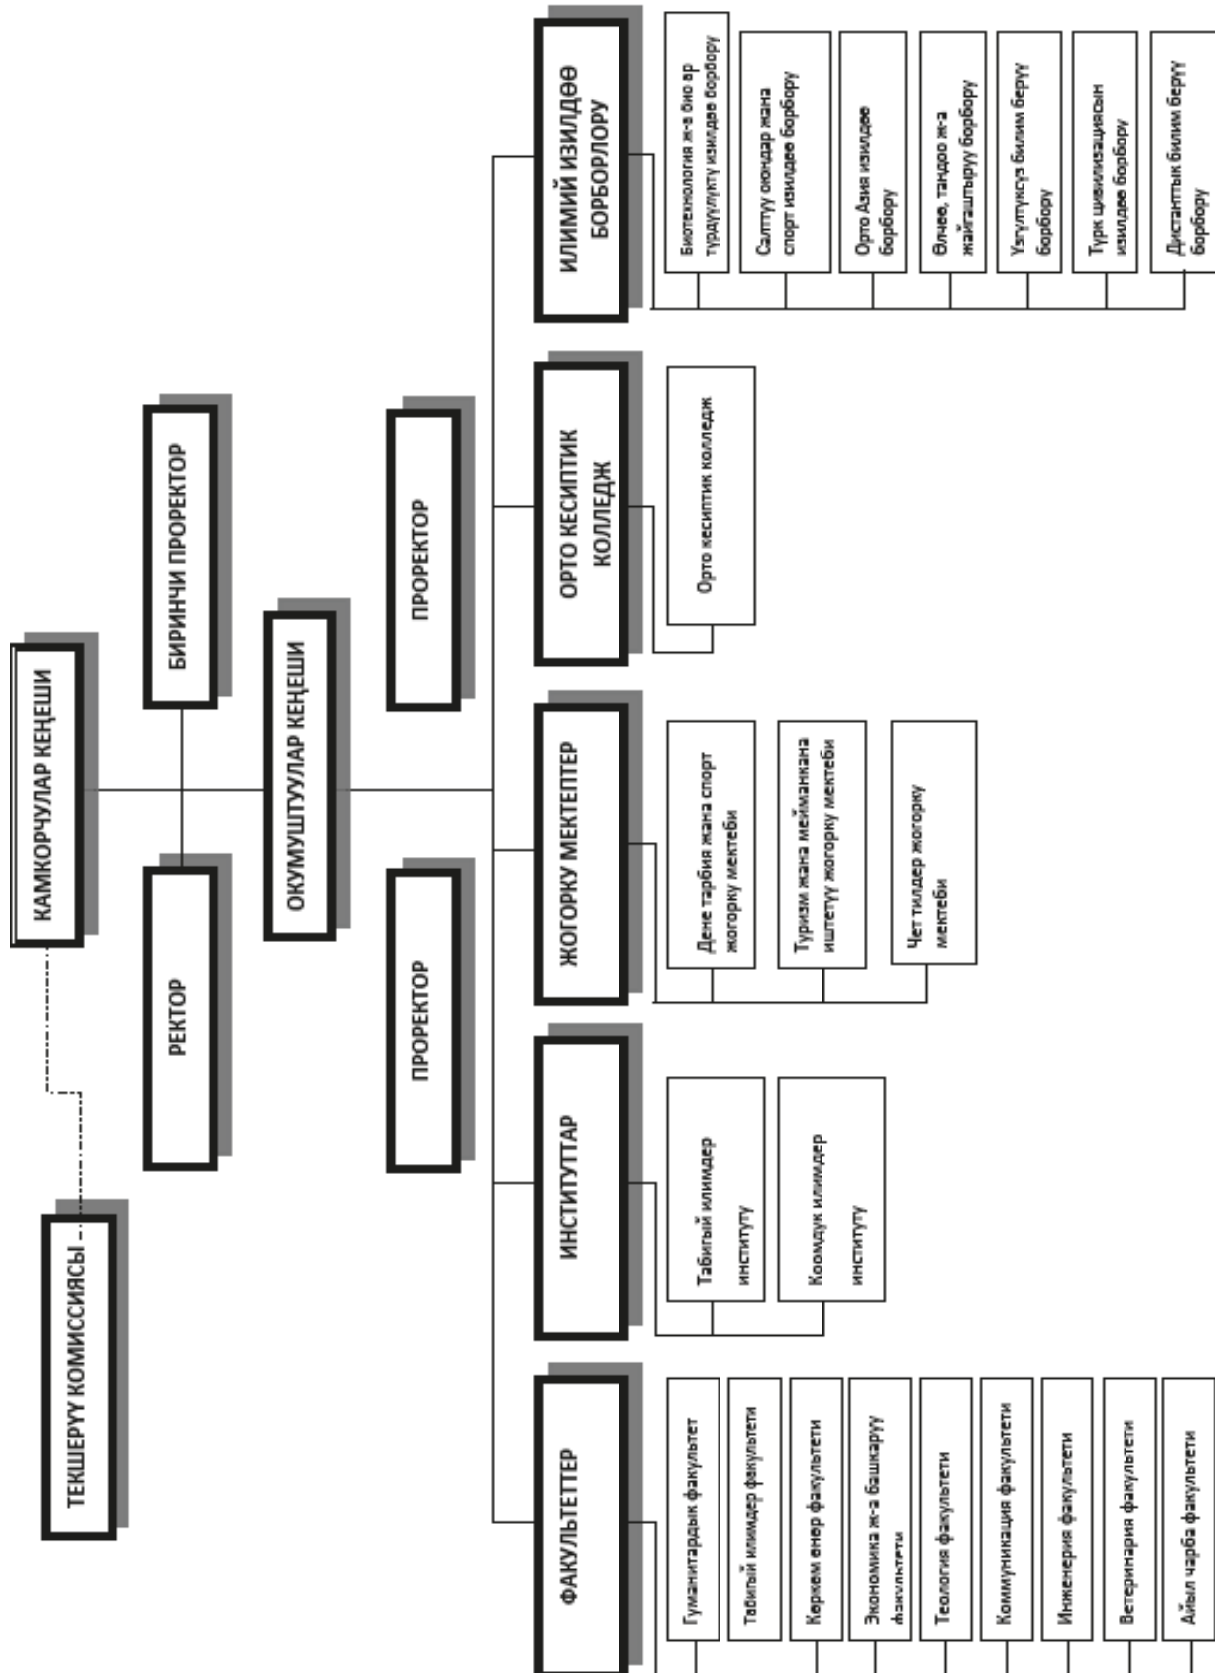 КАМКОРЧУЛАР КЕҢЕШИ
ТЕКШЕРҮҮ КОМИССИЯСЫ
РЕКТОР
БИРИНЧИ ПРОРЕКТОР
ОКУМУШТУУЛАР КЕҢЕШИ
ПРОРЕКТОР
ПРОРЕКТОР
ФАКУЛЬТЕТТЕР
Гуманитардык факультет
Табигый илимдер факультети
Көркөм өнөр факультети
Экономика ж-а башкаруу
факультети
Теология факультети
Коммуникация факультети
Инженерия факультети
Ветеринария факультети
Айыл чарба факультети
ИНСТИТУТТАР
Табигый илимдер
институту
Коомдук илимдер
институту
ЖОГОРКУ МЕКТЕПТЕР
Дене тарбия жана спорт
жогорку мектеби
Туризм жана мейманкана
иштетүү жогорку мектеби
Чет тилдер жогорку
мектеби
ОРТО КЕСИПТИК
КОЛЛЕДЖ
Орто кесиптик колледж
ИЛИМИЙ ИЗИЛДӨӨ
БОРБОРЛОРУ
Биотехнология ж-а био ар
түрдүүлүктү изилдөө борбору
Салттуу оюндар жана
спорт изилдөө борбору
Орто Азия изилдөө
борбору
Өлчөө, тандоо ж-а
жайгаштыруу борбору
Үзгүлтүксүз билим берүү
борбору
Түрк цивилизациясын
изилдөө борбору
Дистанттык билим берүү
борбору